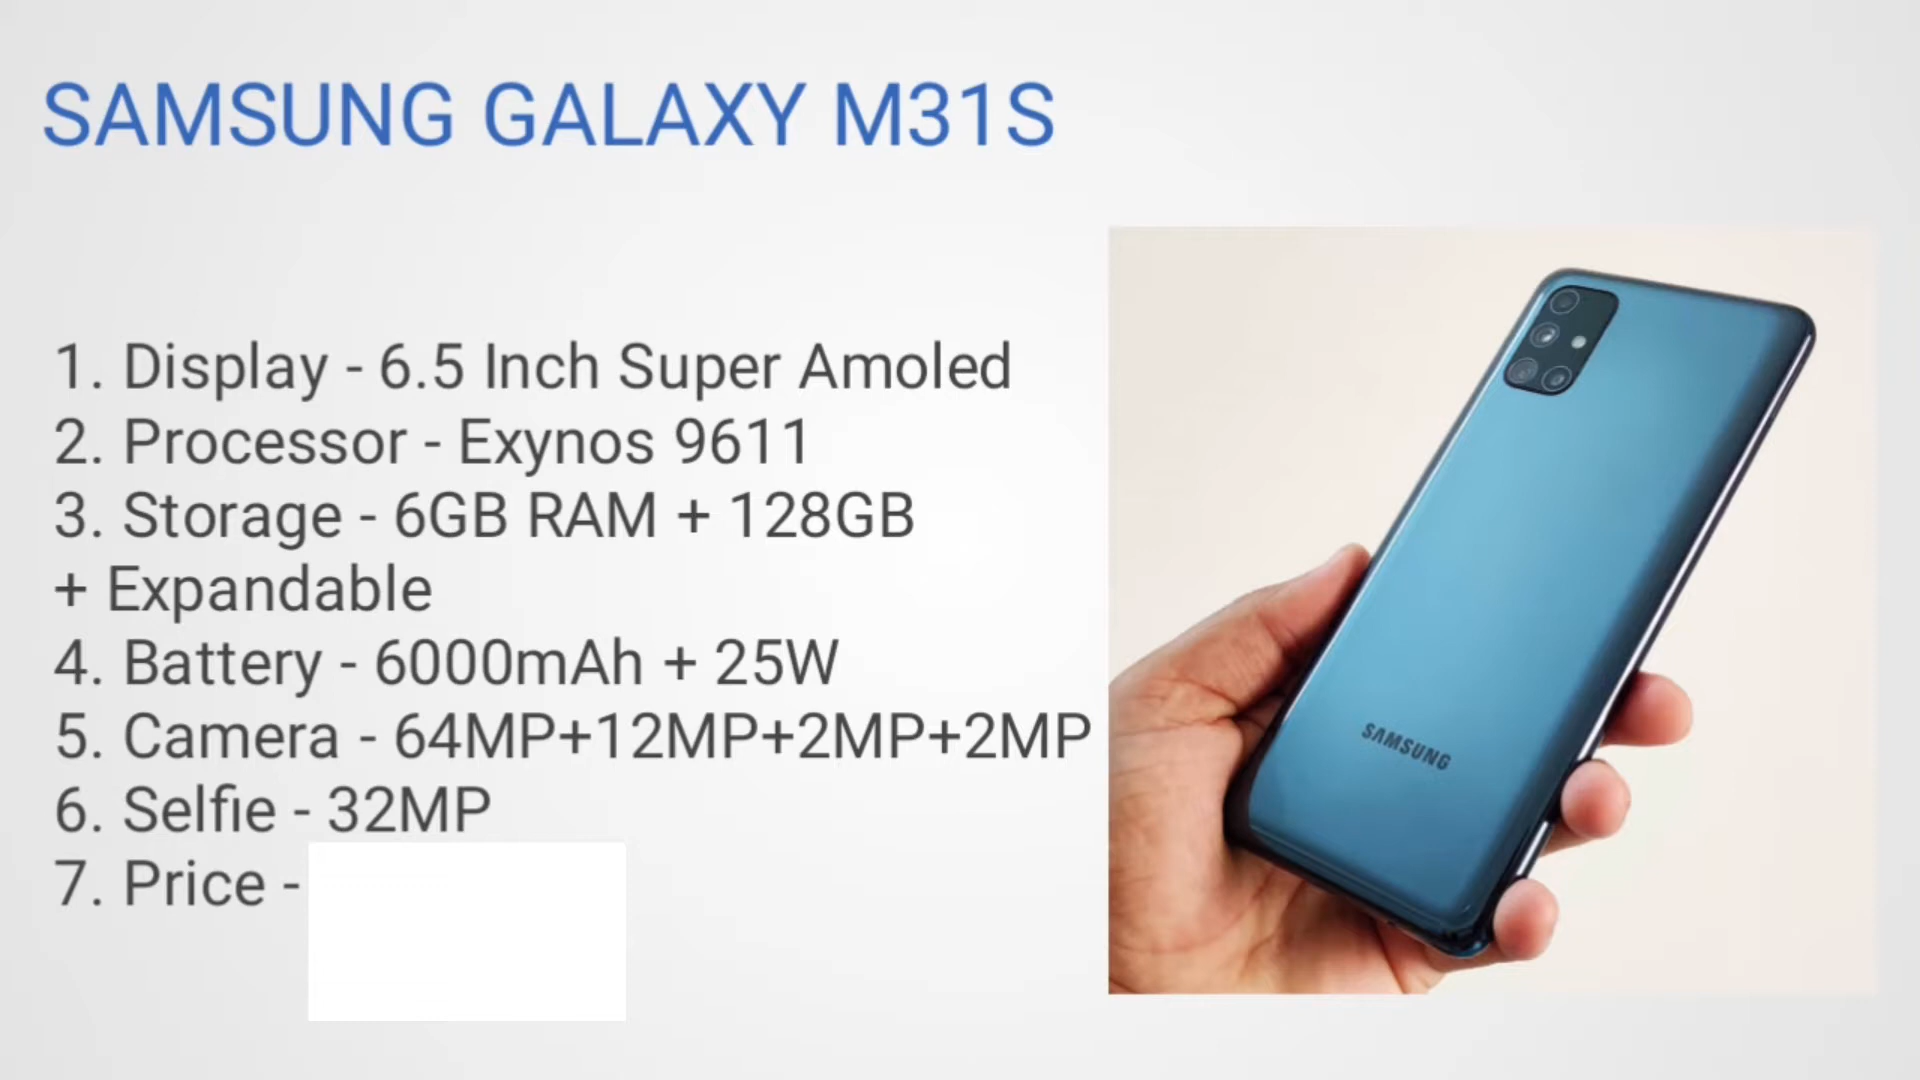 SAMSUNG GALAXY M31S
1. Display - 6.5 Inch Super Amoled
2. Processor - Exynos 9611
3. Storage - 6GB RAM + 128GB
+ Expandable
4. Battery - 6000mAh + 25W
5. Camera - 64MP+12MP+2MP+2MP
6. Selfie - 32MP
7. Price -
SAMSUNG